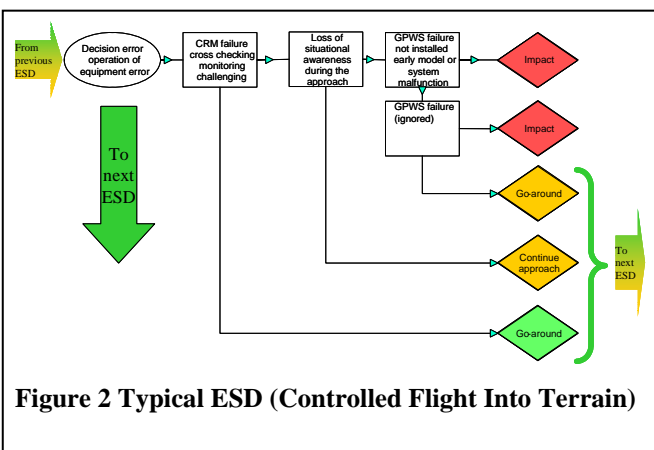 From
previous
ESD
Decision error
operation of
equipment error
CRM failure
cross checking
monitoring
challenging
Loss of
situational
awareness
during the
approach
GPWS failure
not installed
early model or
system
malfunction
Impact
GPWS failure
(ignored)
Impact
To
next
ESD
Go-around
Continue
approach
To
next
ESD
Go-around
Figure 2 Typical ESD (Controlled Flight Into Terrain)